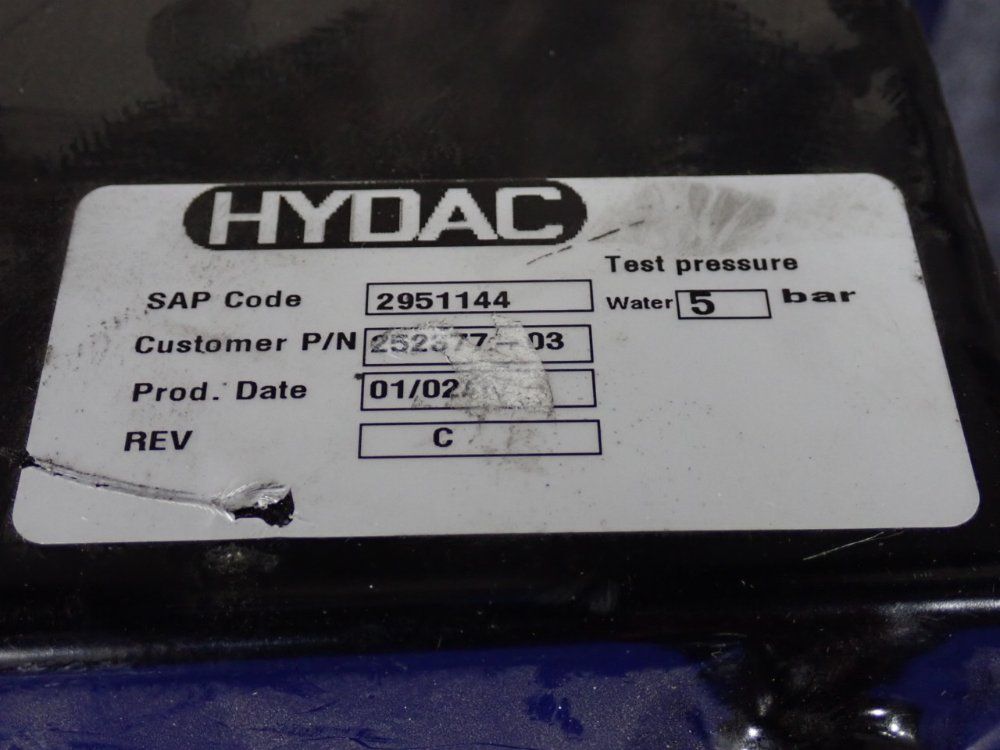 HYDAC
Test pressure
SAP Code 2951144 Water 5 bar
Customer P/N
Prod. Date
REV C